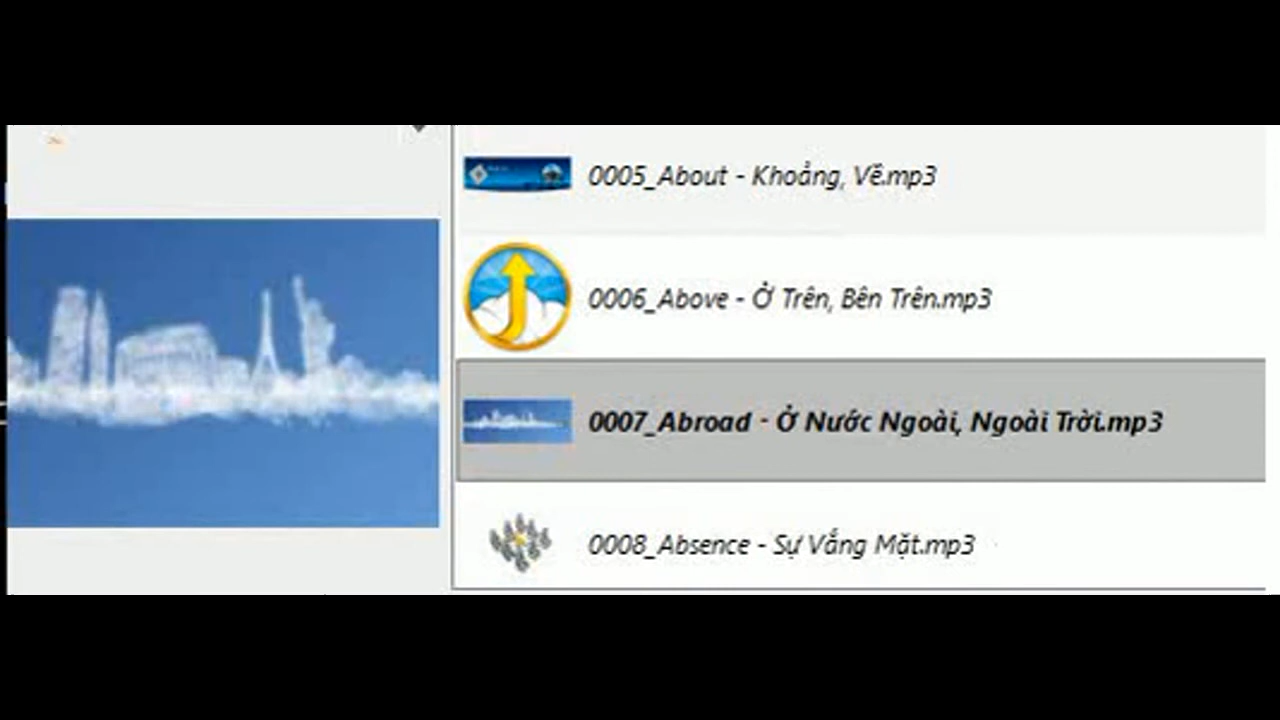 0005_About - Khoảng, Về.mp3
0006_Above - Ở Trên, Bên Trên.mp3
0007_Abroad - Ở Nước Ngoài, Ngoài Trời.mp3
0008_Absence - Sự Vắng Mặt.mp3